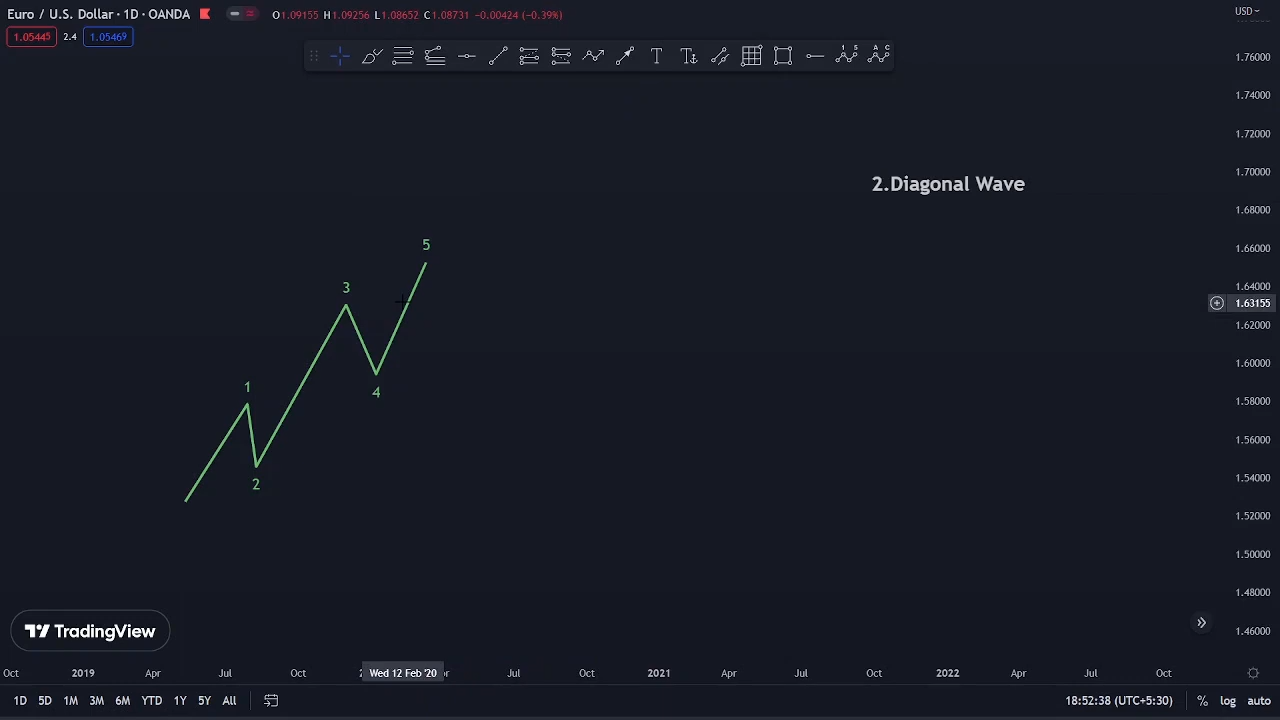 Euro / U.S. Dollar · 1D · OANDA
O1.09155 H1.09256 L1.08652 C1.08731 −0.00424 (−0.39%)
USD
1.05445 2.4 1.05469
T
1 5
A C
1.76000
1.74000
1.72000
1.70000
2.Diagonal Wave
1.68000
1.66000
5
1.64000
3
1.63155
1.62000
1.60000
1
4
1.58000
1.56000
2
1.54000
1.52000
1.50000
1.48000
TradingView
1.46000
Oct 2019 Apr Jul Oct Wed 12 Feb '20 Jul Oct 2021 Apr Jul Oct 2022 Apr Jul Oct
1D 5D 1M 3M 6M YTD 1Y 5Y All 18:52:38 (UTC+5:30) % log auto